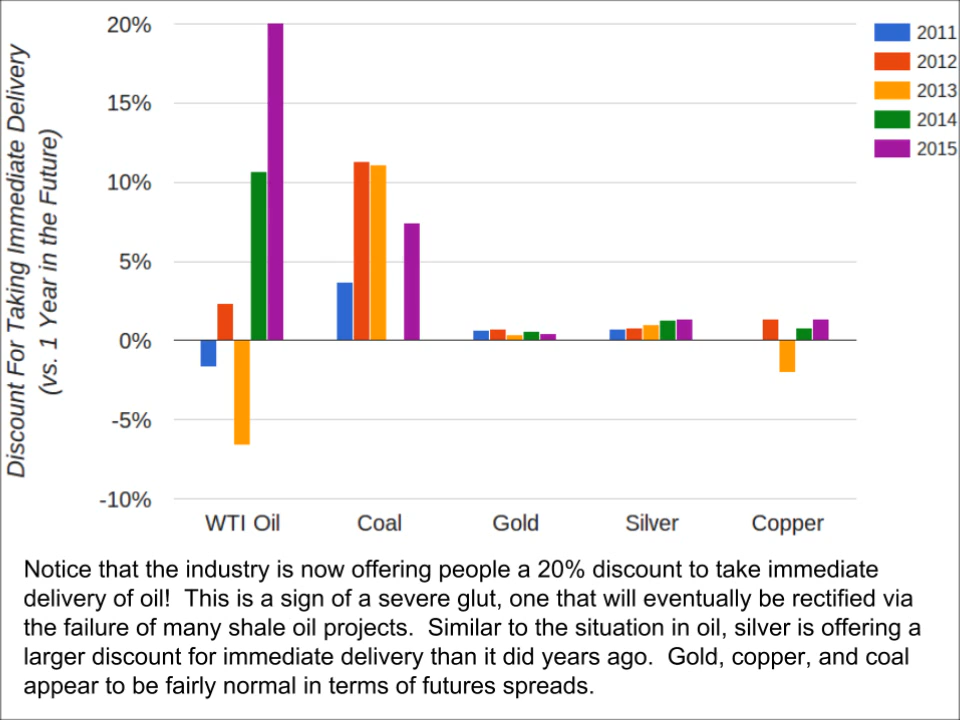 20%
15%
10%
5%
0%
-5%
-10%
Discount For Taking Immediate Delivery
(vs. 1 Year in the Future)
WTI Oil
Coal
Gold
Silver
Copper
2011
2012
2013
2014
2015
Notice that the industry is now offering people a 20% discount to take immediate
delivery of oil!  This is a sign of a severe glut, one that will eventually be rectified via
the failure of many shale oil projects.  Similar to the situation in oil, silver is offering a
larger discount for immediate delivery than it did years ago.  Gold, copper, and coal
appear to be fairly normal in terms of futures spreads.